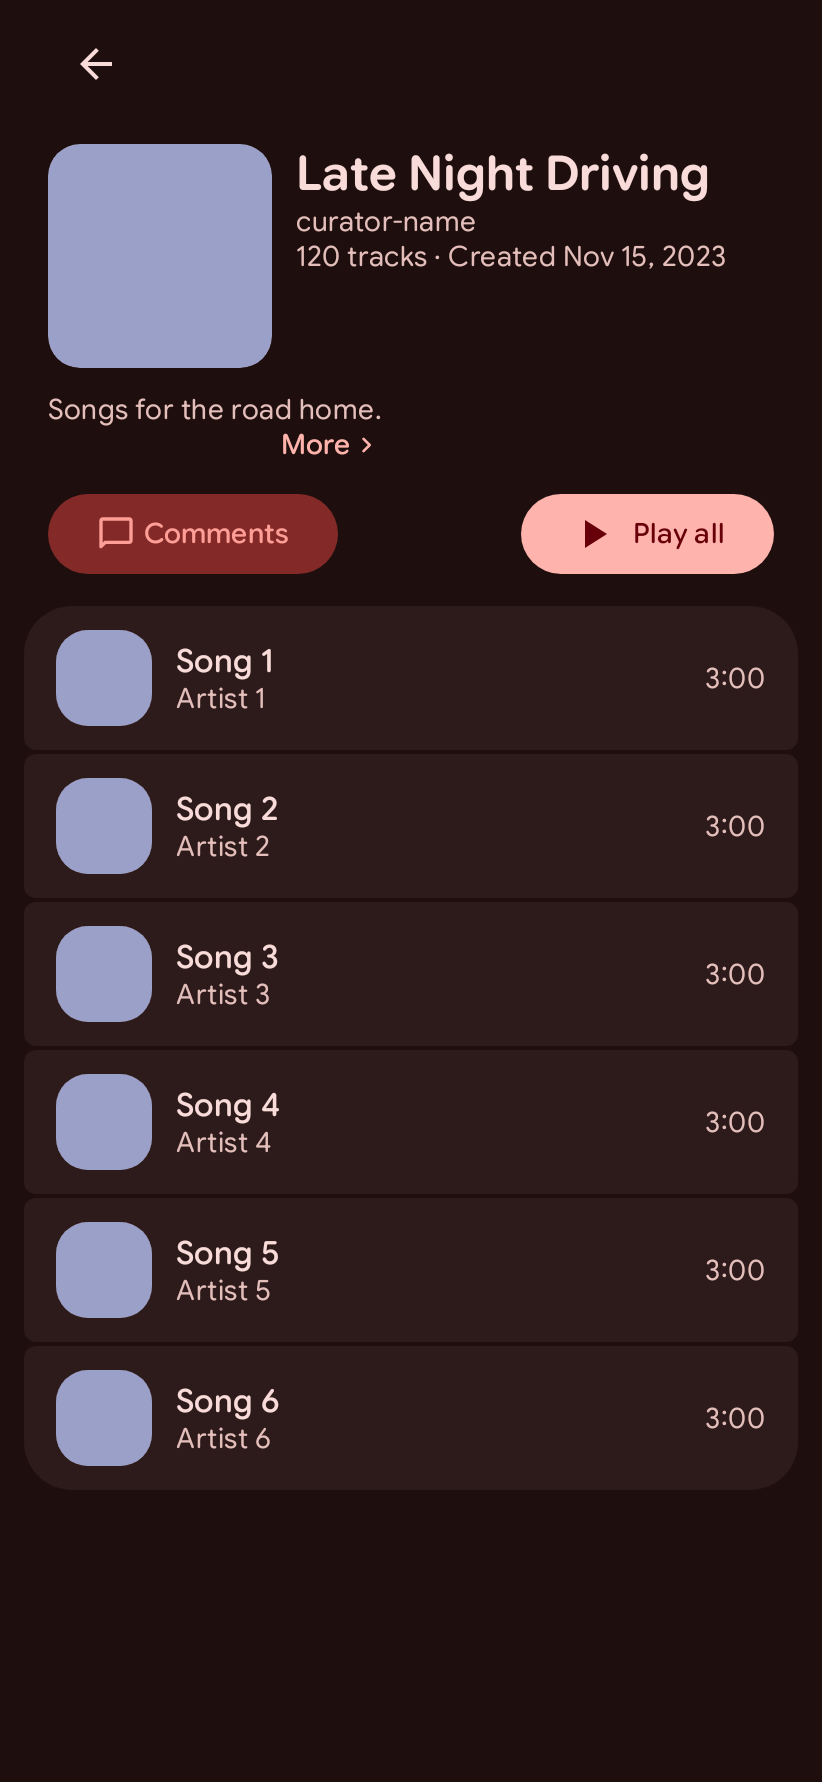 Late Night Driving
curator-name
120 tracks · Created Nov 15, 2023
Songs for the road home.
More
Comments
Play all
Song 1
Artist 1
3:00
Song 2
Artist 2
3:00
Song 3
Artist 3
3:00
Song 4
Artist 4
3:00
Song 5
Artist 5
3:00
Song 6
Artist 6
3:00